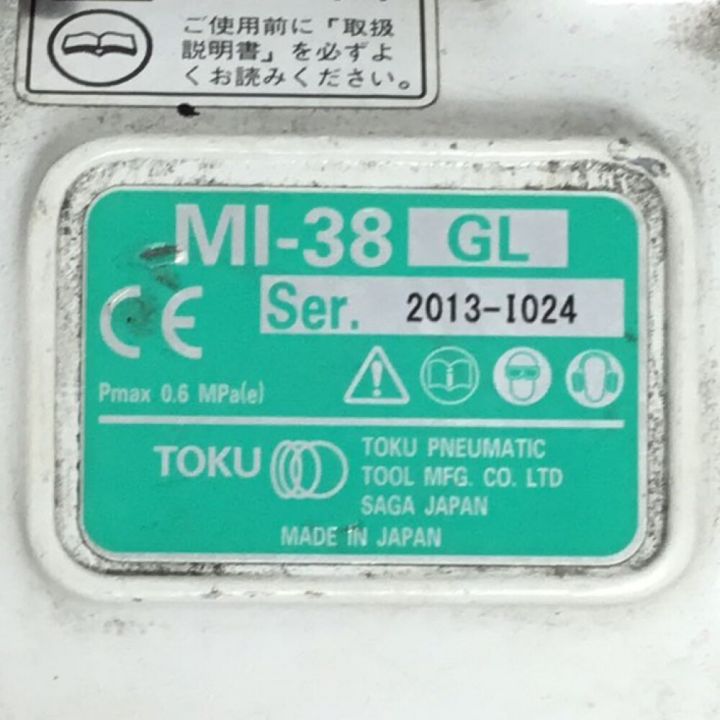 ご使用前に「取扱
説明書」を必ずよ
くお読みください。
MI-38 GL
CE Ser. 2013-I024
Pmax 0.6 MPa(e)
TOKU
TOKU PNEUMATIC
TOOL MFG. CO. LTD
SAGA JAPAN
MADE IN JAPAN